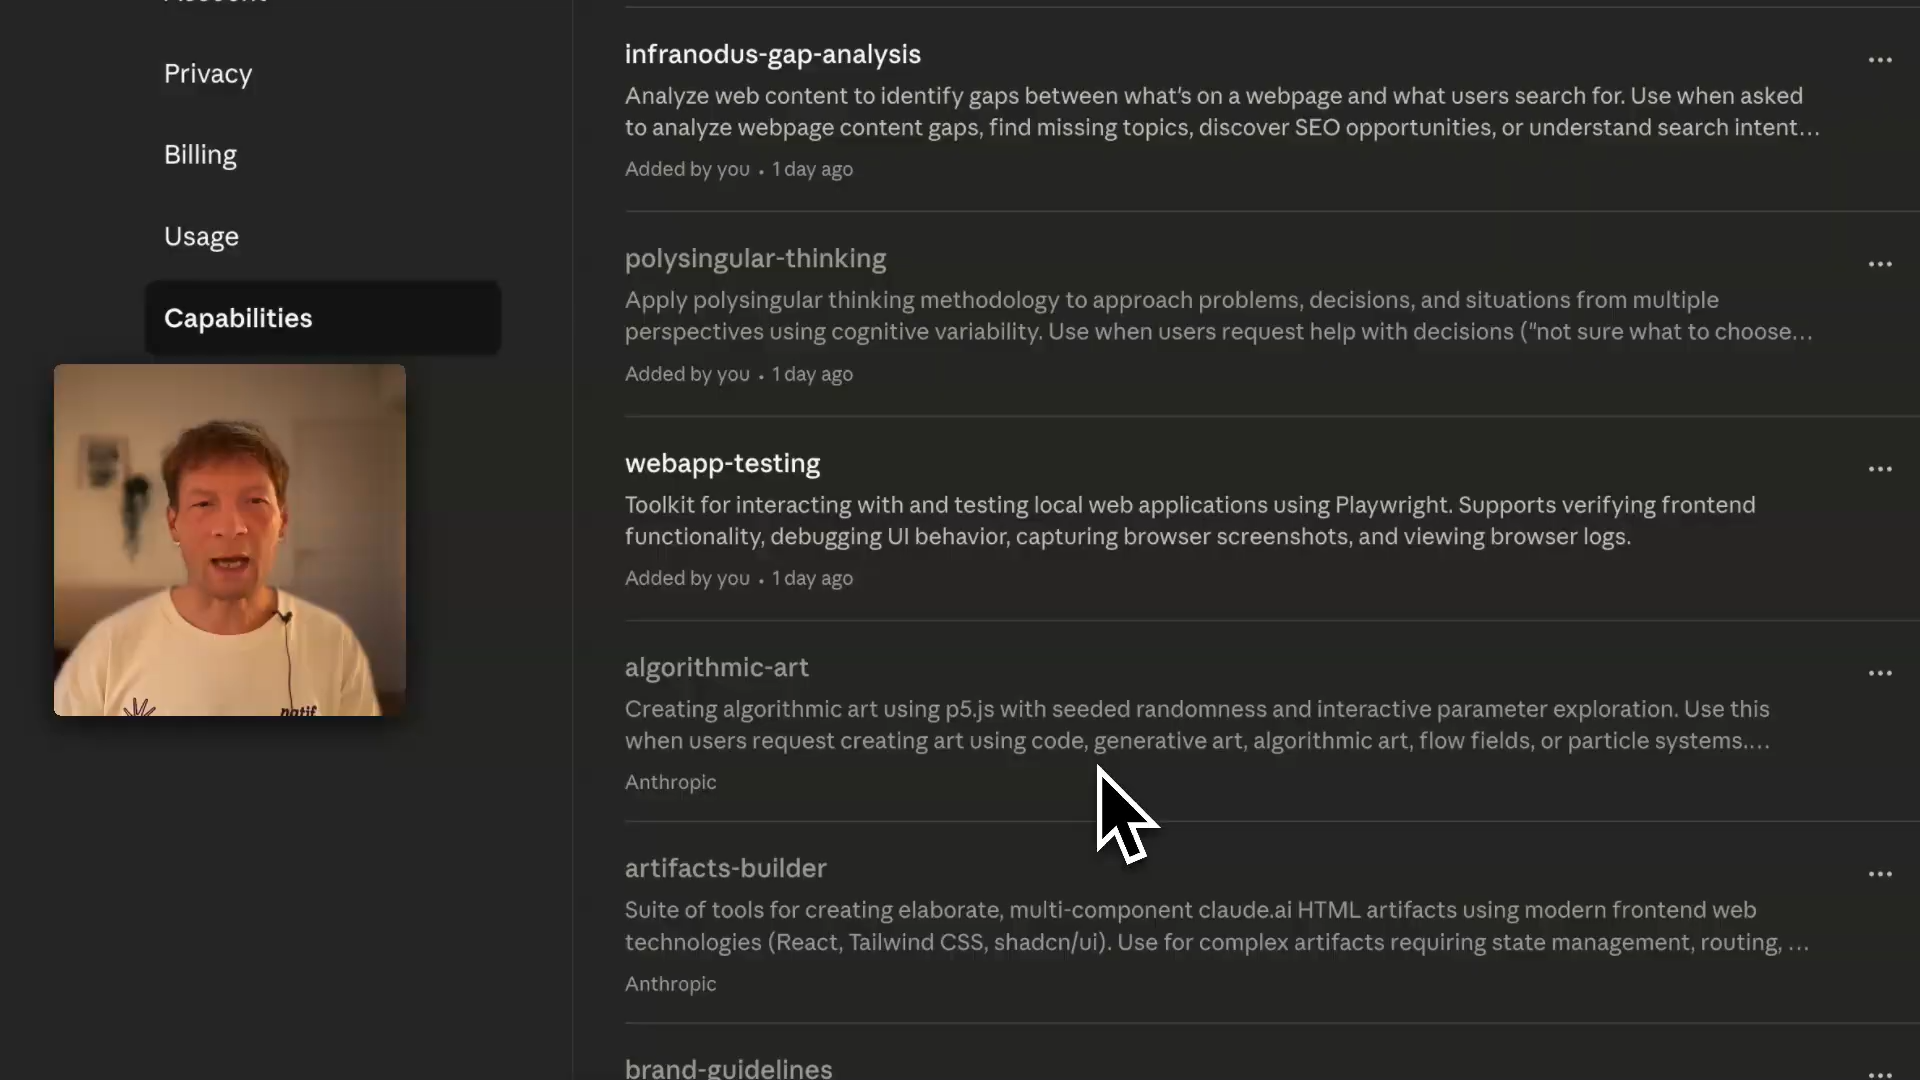 Privacy
Billing
Usage
Capabilities
infranodus-gap-analysis
Analyze web content to identify gaps between what's on a webpage and what users search for. Use when asked
to analyze webpage content gaps, find missing topics, discover SEO opportunities, or understand search intent...
Added by you • 1 day ago
polysingular-thinking
Apply polysingular thinking methodology to approach problems, decisions, and situations from multiple
perspectives using cognitive variability. Use when users request help with decisions ("not sure what to choose...
Added by you • 1 day ago
webapp-testing
Toolkit for interacting with and testing local web applications using Playwright. Supports verifying frontend
functionality, debugging UI behavior, capturing browser screenshots, and viewing browser logs.
Added by you • 1 day ago
algorithmic-art
Creating algorithmic art using p5.js with seeded randomness and interactive parameter exploration. Use this
when users request creating art using code, generative art, algorithmic art, flow fields, or particle systems....
Anthropic
artifacts-builder
Suite of tools for creating elaborate, multi-component claude.ai HTML artifacts using modern frontend web
technologies (React, Tailwind CSS, shadcn/ui). Use for complex artifacts requiring state management, routing, ...
Anthropic
brand-guidelines